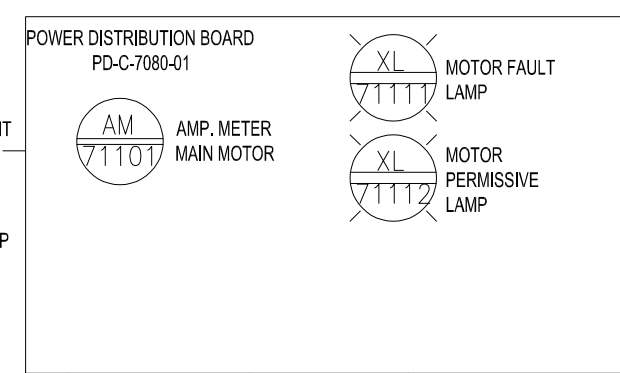 POWER DISTRIBUTION BOARD
PD-C-7080-01
AM
71101
AMP. METER
MAIN MOTOR
XL
71111
MOTOR FAULT
LAMP
XL
71112
MOTOR
PERMISSIVE
LAMP